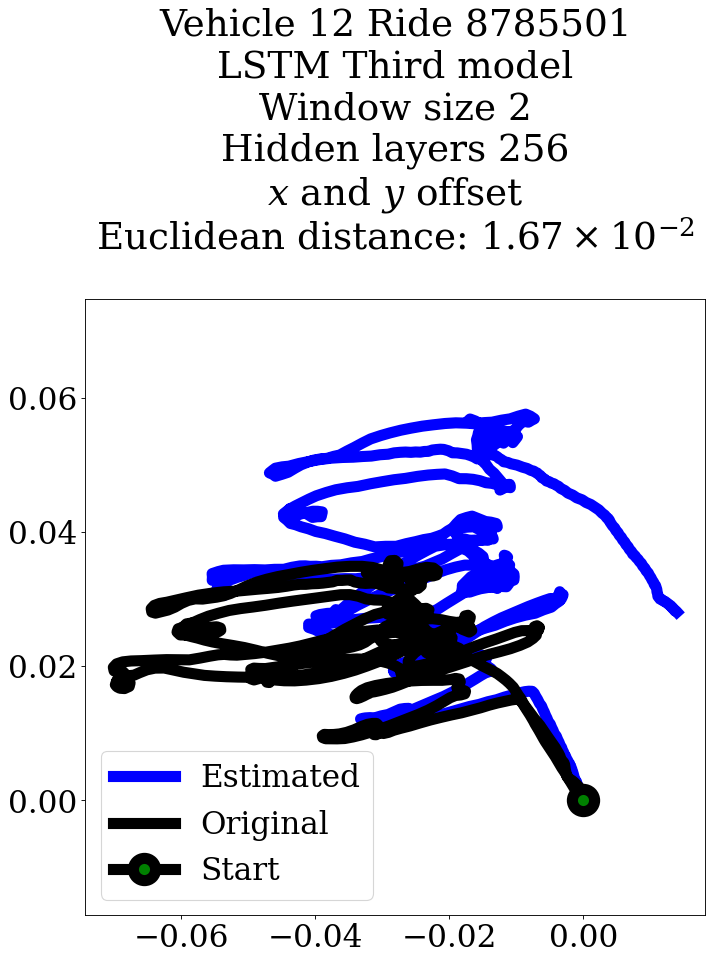 Vehicle 12 Ride 8785501
LSTM Third model
Window size 2
Hidden layers 256
x and y offset
Euclidean distance: 1.67 × 10⁻²
0.06
0.04
0.02
0.00
Estimated
Original
Start
−0.06 −0.04 −0.02 0.00